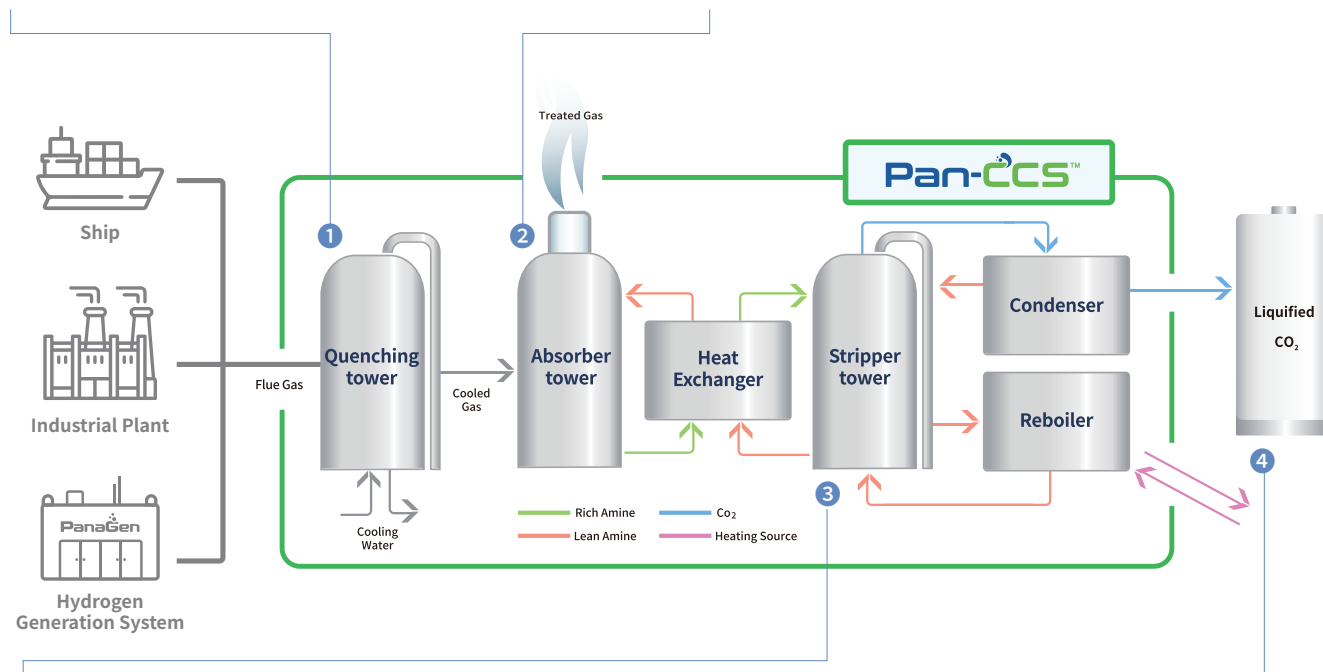 Treated Gas
Pan-CCS™
Ship
1
2
Condenser
Liquified
CO₂
Quenching
tower
Absorber
tower
Heat
Exchanger
Stripper
tower
Flue Gas
Cooled
Gas
Industrial Plant
Reboiler
4
3
Rich Amine
Co₂
Lean Amine
Heating Source
Cooling
Water
PanaGen
Hydrogen
Generation System